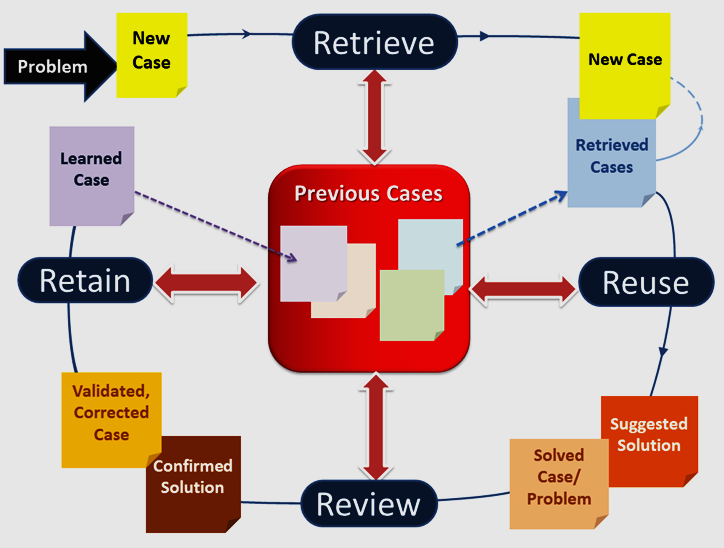 Problem
New
Case
Retrieve
New Case
Retrieved
Cases
Learned
Case
Previous Cases
Retain
Reuse
Validated,
Corrected
Case
Confirmed
Solution
Review
Solved
Case/
Problem
Suggested
Solution